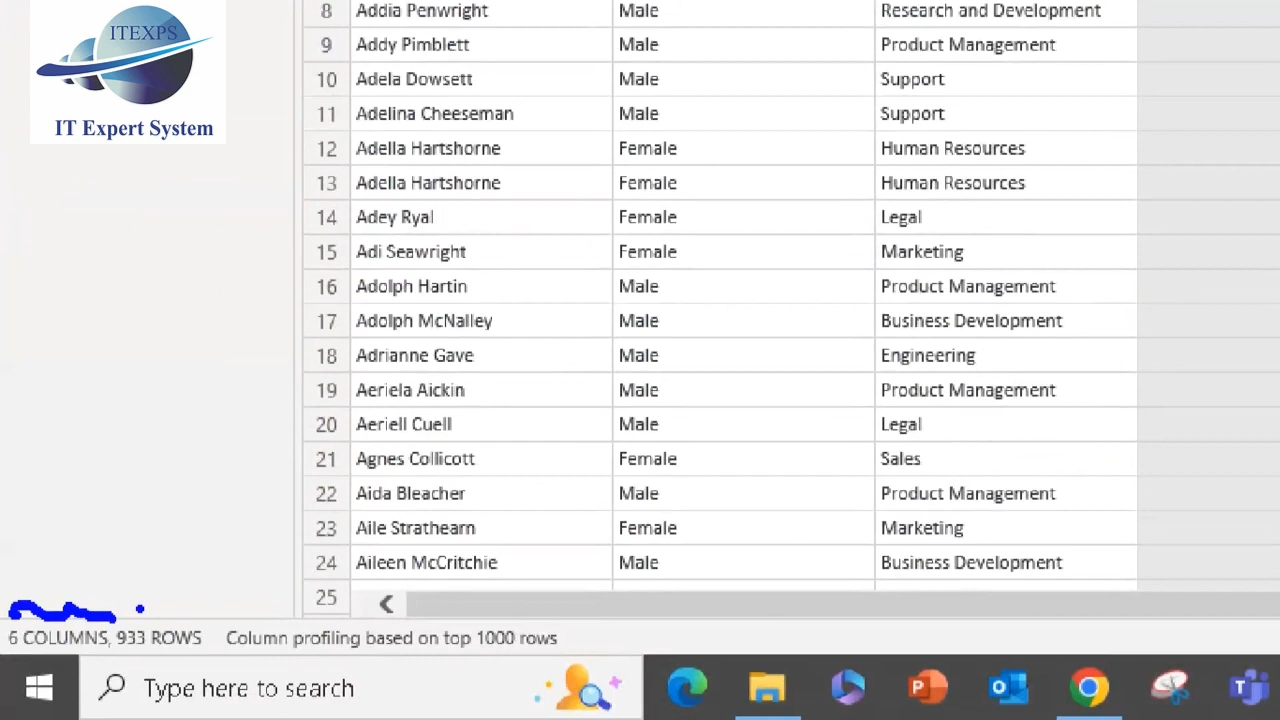 ITEXPS
IT Expert System
8 Addia Penwright Male Research and Development
9 Addy Pimblett Male Product Management
10 Adela Dowsett Male Support
11 Adelina Cheeseman Male Support
12 Adella Hartshorne Female Human Resources
13 Adella Hartshorne Female Human Resources
14 Adey Ryal Female Legal
15 Adi Seawright Female Marketing
16 Adolph Hartin Male Product Management
17 Adolph McNalley Male Business Development
18 Adrianne Gave Male Engineering
19 Aeriela Aickin Male Product Management
20 Aeriell Cuell Male Legal
21 Agnes Collicott Female Sales
22 Aida Bleacher Male Product Management
23 Aile Strathearn Female Marketing
24 Aileen McCritchie Male Business Development
25
6 COLUMNS, 933 ROWS Column profiling based on top 1000 rows
Type here to search